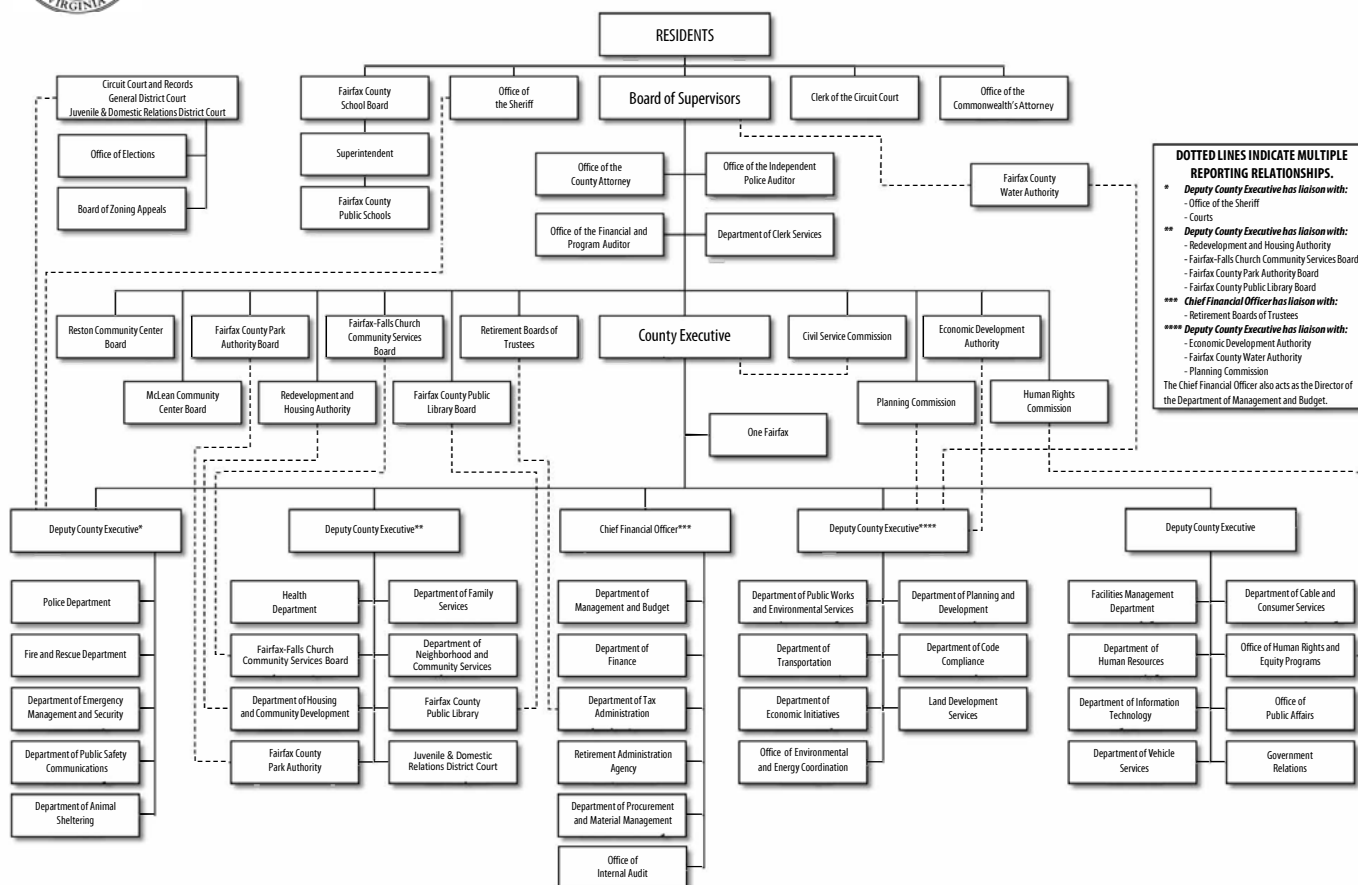 VIRGINIA
RESIDENTS
Circuit Court and Records
General District Court
Juvenile & Domestic Relations District Court
Fairfax County
School Board
Office of
the Sheriff
Board of Supervisors
Clerk of the Circuit Court
Office of the
Commonwealth's Attorney
Office of Elections
Board of Zoning Appeals
Superintendent
Fairfax County
Public Schools
Office of the
County Attorney
Office of the Independent
Police Auditor
Office of the Financial and
Program Auditor
Department of Clerk Services
Fairfax County
Water Authority
DOTTED LINES INDICATE MULTIPLE
REPORTING RELATIONSHIPS.
* Deputy County Executive has liaison with:
- Office of the Sheriff
- Courts
** Deputy County Executive has liaison with:
- Redevelopment and Housing Authority
- Fairfax-Falls Church Community Services Board
- Fairfax County Park Authority Board
- Fairfax County Public Library Board
*** Chief Financial Officer has liaison with:
- Retirement Boards of Trustees
**** Deputy County Executive has liaison with:
- Economic Development Authority
- Fairfax County Water Authority
- Planning Commission
The Chief Financial Officer also acts as the Director of
the Department of Management and Budget.
Reston Community Center
Board
Fairfax County Park
Authority Board
Fairfax-Falls Church
Community Services
Board
Retirement Boards of
Trustees
County Executive
Civil Service Commission
Economic Development
Authority
McLean Community
Center Board
Redevelopment and
Housing Authority
Fairfax County Public
Library Board
Planning Commission
Human Rights
Commission
One Fairfax
Deputy County Executive*
Deputy County Executive**
Chief Financial Officer***
Deputy County Executive****
Deputy County Executive
Police Department
Fire and Rescue Department
Department of Emergency
Management and Security
Department of Public Safety
Communications
Department of Animal
Sheltering
Health
Department
Department of Family
Services
Fairfax-Falls Church
Community Services Board
Department of
Neighborhood and
Community Services
Department of Housing
and Community Development
Fairfax County
Public Library
Fairfax County
Park Authority
Juvenile & Domestic
Relations District Court
Department of
Management and Budget
Department of
Finance
Department of Tax
Administration
Retirement Administration
Agency
Department of Procurement
and Material Management
Office of
Internal Audit
Department of Public Works
and Environmental Services
Department of Planning and
Development
Department of
Transportation
Department of Code
Compliance
Department of
Economic Initiatives
Land Development
Services
Office of Environmental
and Energy Coordination
Facilities Management
Department
Department of Cable and
Consumer Services
Department of
Human Resources
Office of Human Rights and
Equity Programs
Department of Information
Technology
Office of
Public Affairs
Department of Vehicle
Services
Government
Relations